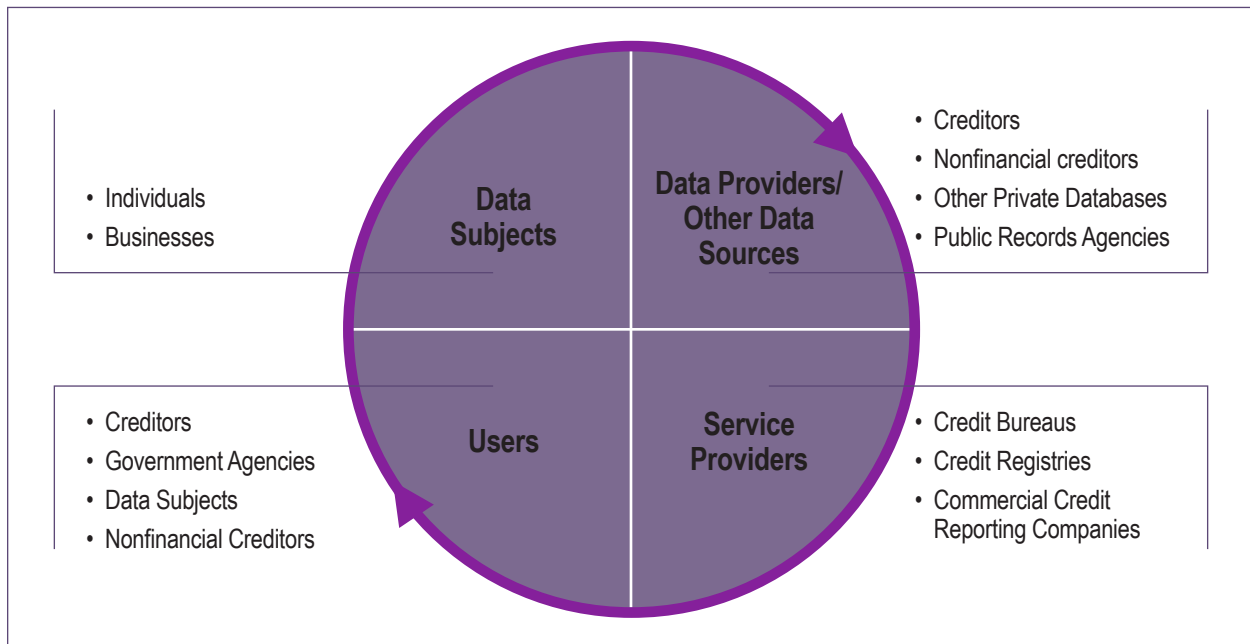 • Individuals
• Businesses
Data
Subjects
Data Providers/
Other Data
Sources
• Creditors
• Nonfinancial creditors
• Other Private Databases
• Public Records Agencies
• Creditors
• Government Agencies
• Data Subjects
• Nonfinancial Creditors
Users
Service
Providers
• Credit Bureaus
• Credit Registries
• Commercial Credit
Reporting Companies